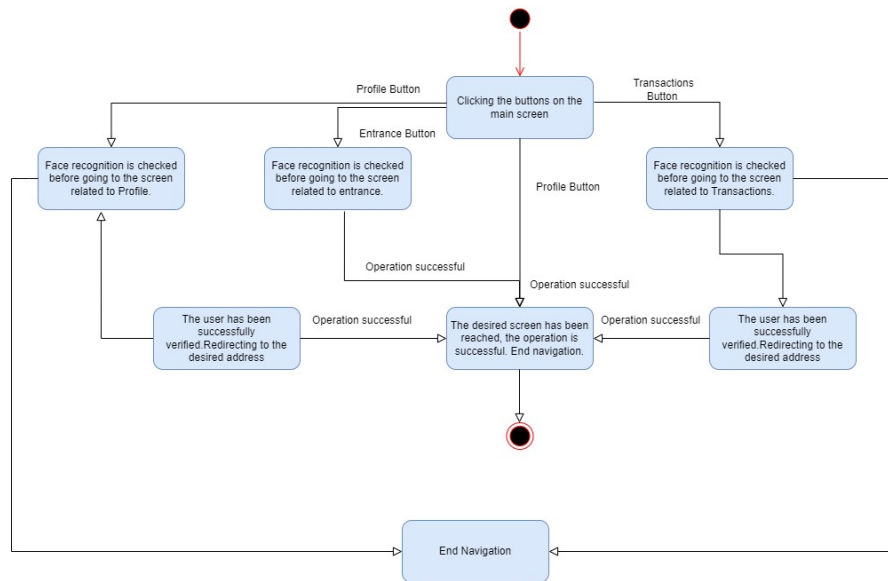 Profile Button
Transactions
Button
Clicking the buttons on the
main screen
Entrance Button
Face recognition is checked
before going to the screen
related to Profile.
Face recognition is checked
before going to the screen
related to entrance.
Profile Button
Face recognition is checked
before going to the screen
related to Transactions.
Operation successful
Operation successful
The user has been
successfully
verified.Redirecting to the
desired address
Operation successful
The desired screen has been
reached, the operation is
successful. End navigation.
Operation successful
The user has been
successfully
verified.Redirecting to the
desired address
End Navigation